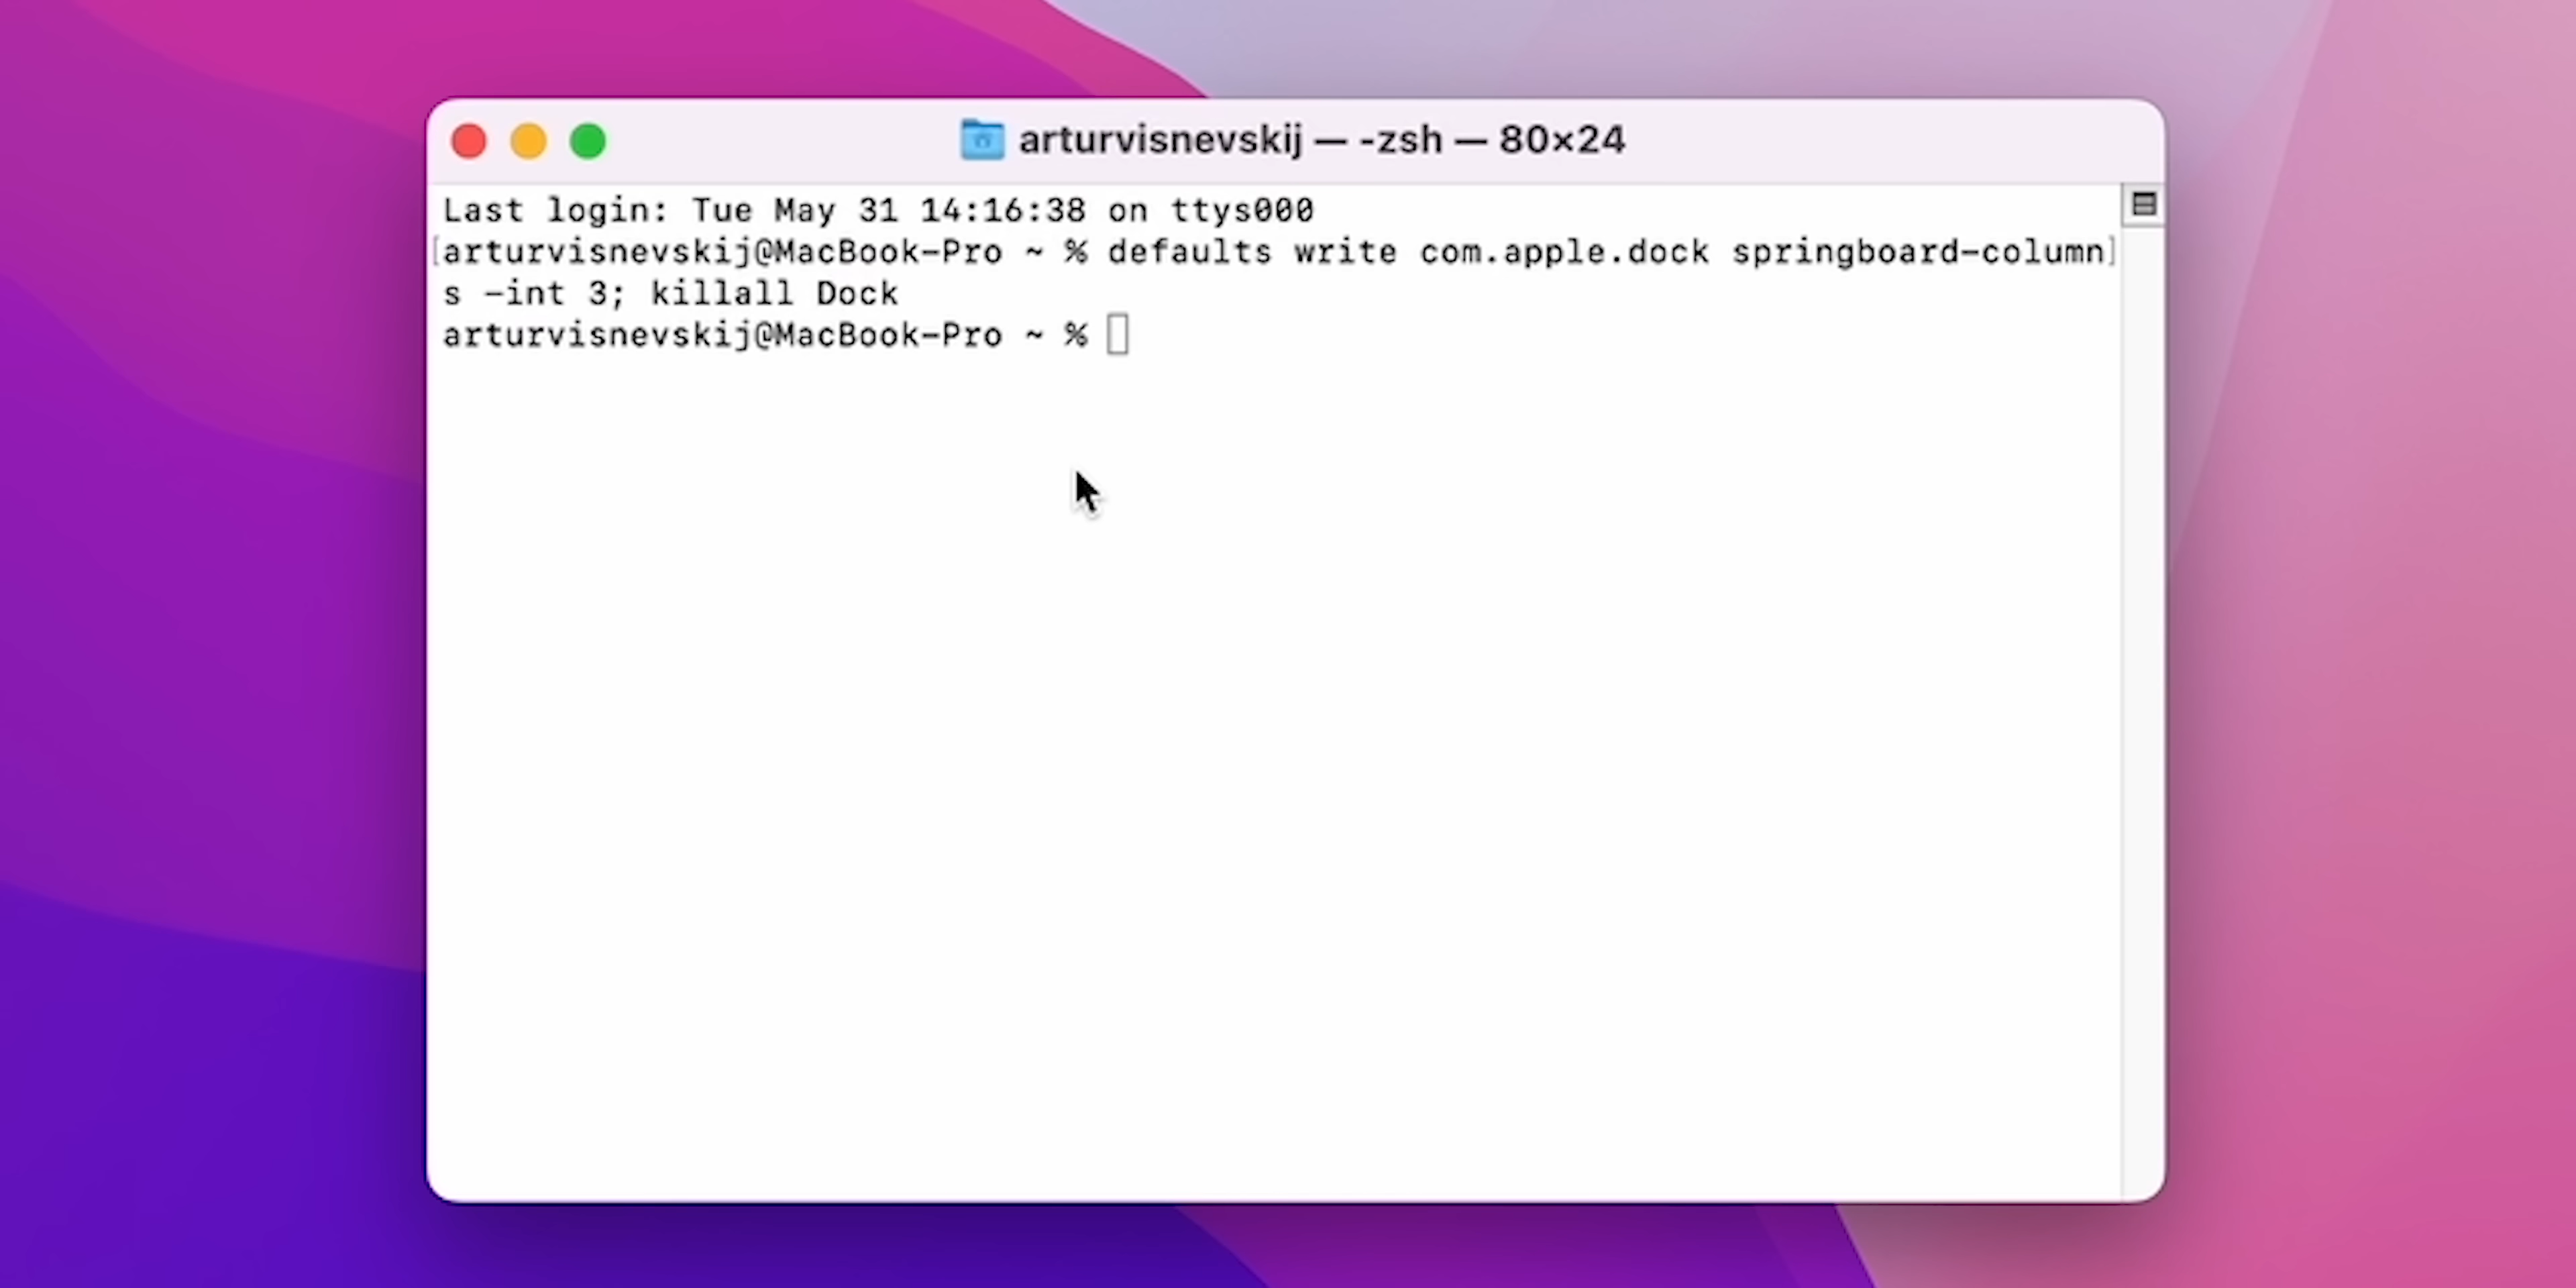 arturvisnevskij — -zsh — 80×24
Last login: Tue May 31 14:16:38 on ttys000
[arturvisnevskij@MacBook-Pro ~ % defaults write com.apple.dock springboard-column]
s -int 3; killall Dock
arturvisnevskij@MacBook-Pro ~ %